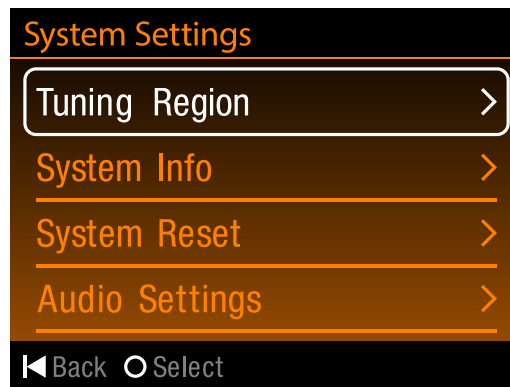 System Settings
Tuning Region
System Info
System Reset
Audio Settings
Back Select